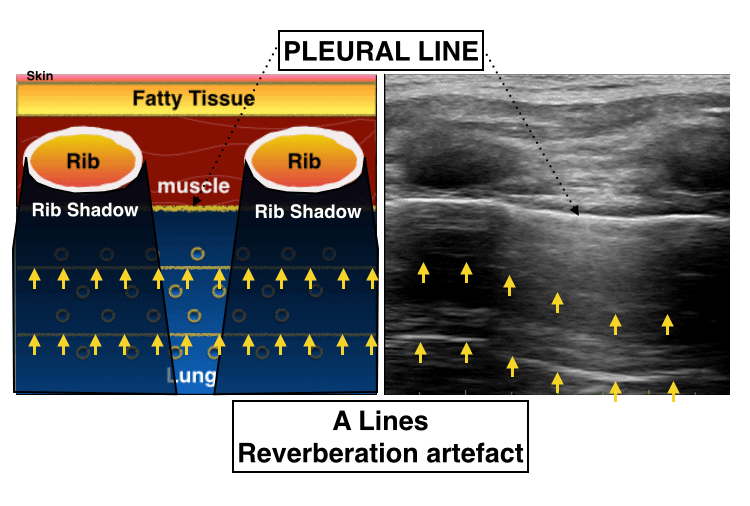 PLEURAL LINE
Skin
Fatty Tissue
Rib
Rib
muscle
Rib Shadow
Rib Shadow
Lung
A Lines
Reverberation artefact